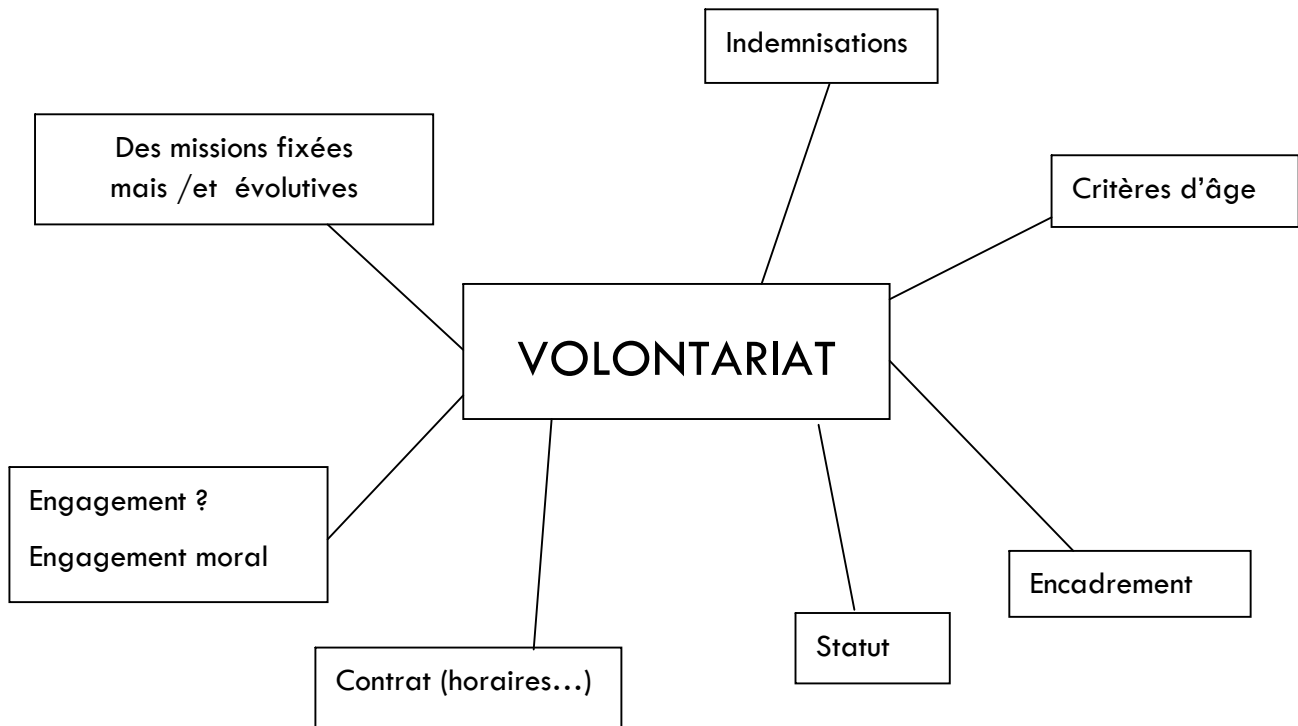 Indemnisations
Des missions fixées
mais /et évolutives
Critères d’âge
VOLONTARIAT
Engagement ?
Engagement moral
Encadrement
Statut
Contrat (horaires…)